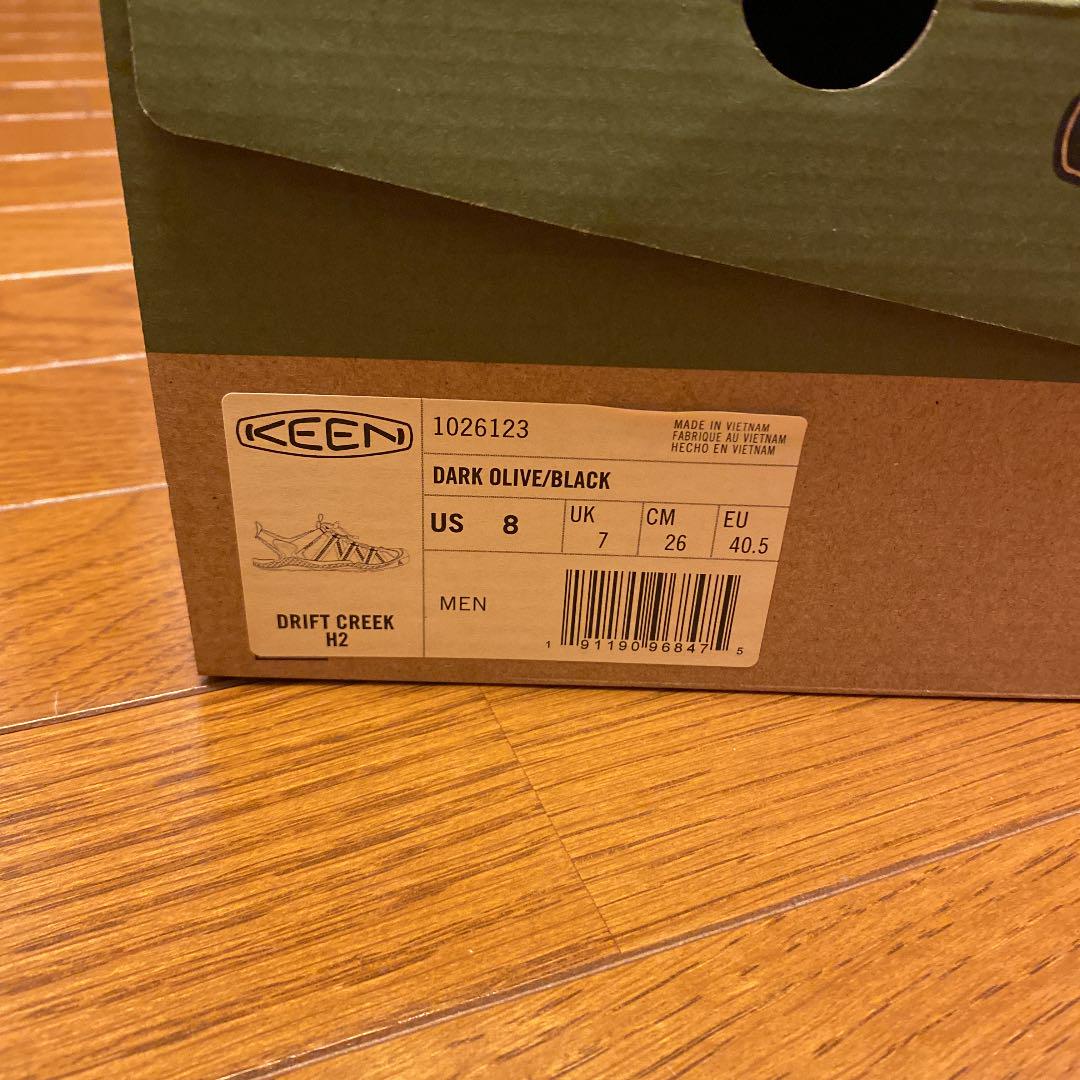 KEEN
1026123
MADE IN VIETNAM
FABRIQUE AU VIETNAM
HECHO EN VIETNAM
DARK OLIVE/BLACK
US 8
UK 7
CM 26
EU 40.5
DRIFT CREEK
H2
MEN
1 91190 96847 5